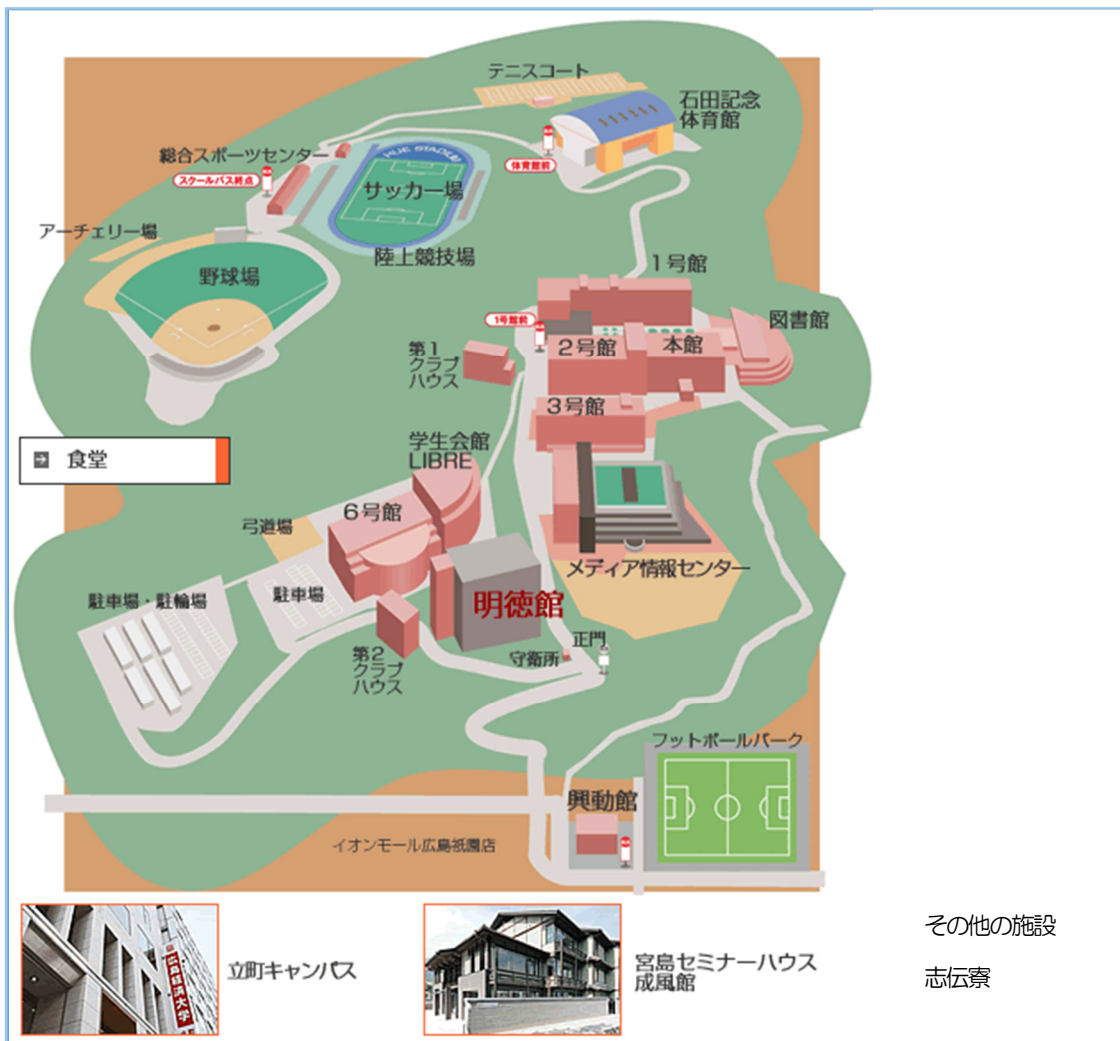 テニスコート
石田記念
体育館
総合スポーツセンター
スクールバス終点
HUE STADIUM
体育館前
サッカー場
アーチェリー場
陸上競技場
野球場
1号館
図書館
1号館前
第1
クラブ
ハウス
2号館
本館
3号館
学生会館
LIBRE
食堂
6号館
弓道場
メディア情報センター
駐車場
駐車場・駐輪場
明徳館
正門
守衛所
第2
クラブ
ハウス
フットボールパーク
興動館
イオンモール広島祇園店
広島経済大学
立町キャンパス
宮島セミナーハウス
成風館
その他の施設
志伝寮